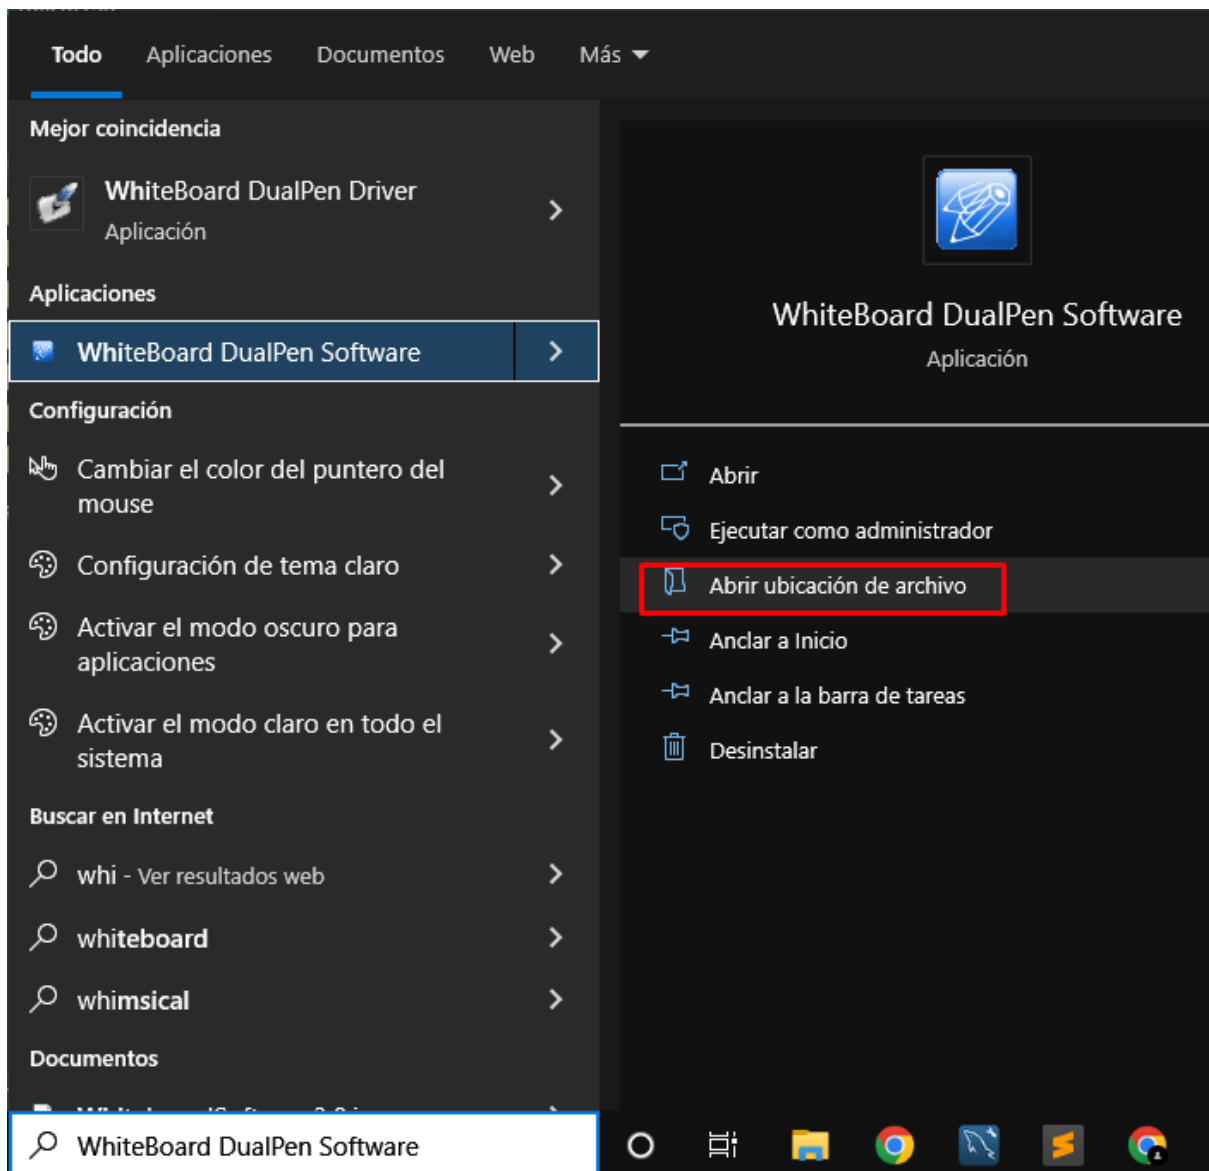 Todo Aplicaciones Documentos Web Más
Mejor coincidencia
WhiteBoard DualPen Driver
Aplicación
Aplicaciones
WhiteBoard DualPen Software
Configuración
Cambiar el color del puntero del
mouse
Configuración de tema claro
Activar el modo oscuro para
aplicaciones
Activar el modo claro en todo el
sistema
Buscar en Internet
whi - Ver resultados web
whiteboard
whimsical
Documentos
WhiteBoard DualPen Software
WhiteBoard DualPen Software
Aplicación
Abrir
Ejecutar como administrador
Abrir ubicación de archivo
Anclar a Inicio
Anclar a la barra de tareas
Desinstalar